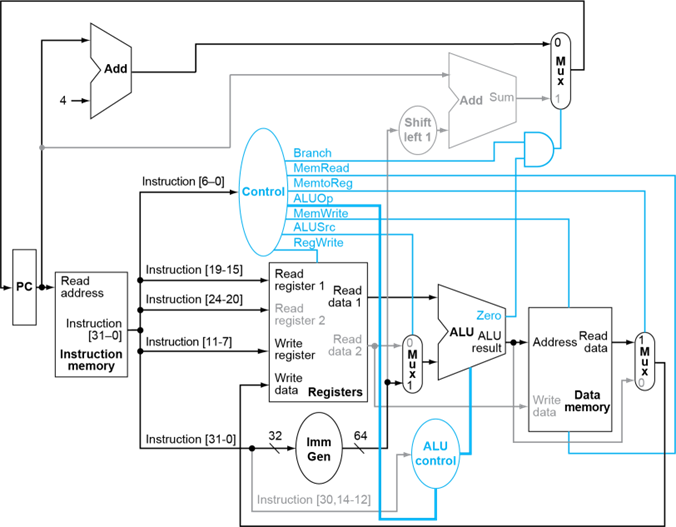 Add
4
Add Sum
Shift
left 1
0
M
u
x
1
Branch
MemRead
MemtoReg
ALUOp
MemWrite
ALUSrc
RegWrite
Control
Instruction [6–0]
PC
Read
address
Instruction
[31–0]
Instruction
memory
Instruction [19-15]
Instruction [24-20]
Instruction [11-7]
Instruction [31-0]
Instruction [30,14-12]
Read
register 1
Read
register 2
Write
register
Write
data
Read
data 1
Read
data 2
Registers
32
Imm
Gen
64
0
M
u
x
1
Zero
ALU
ALU
result
ALU
control
Address
Read
data
Write
data
Data
memory
1
M
u
x
0